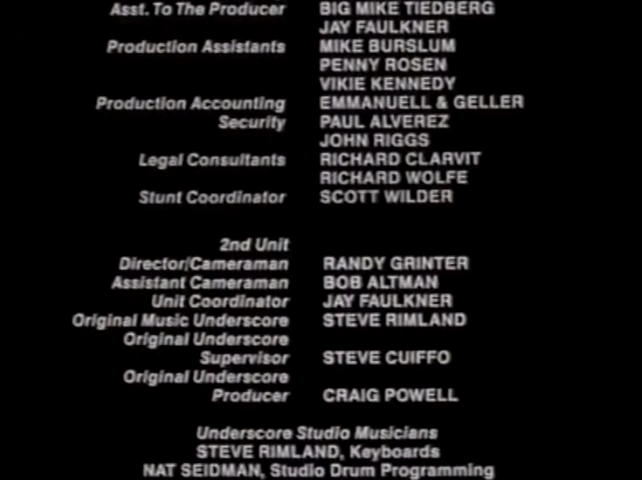 Asst. To The Producer BIG MIKE TIEDBERG
JAY FAULKNER
Production Assistants MIKE BURSLUM
PENNY ROSEN
VIKIE KENNEDY
Production Accounting EMMANUELL & GELLER
Security PAUL ALVEREZ
JOHN RIGGS
Legal Consultants RICHARD CLARVIT
RICHARD WOLFE
Stunt Coordinator SCOTT WILDER
2nd Unit
Director/Cameraman RANDY GRINTER
Assistant Cameraman BOB ALTMAN
Unit Coordinator JAY FAULKNER
Original Music Underscore STEVE RIMLAND
Original Underscore
Supervisor STEVE CUIFFO
Original Underscore
Producer CRAIG POWELL
Underscore Studio Musicians
STEVE RIMLAND, Keyboards
NAT SEIDMAN, Studio Drum Programming